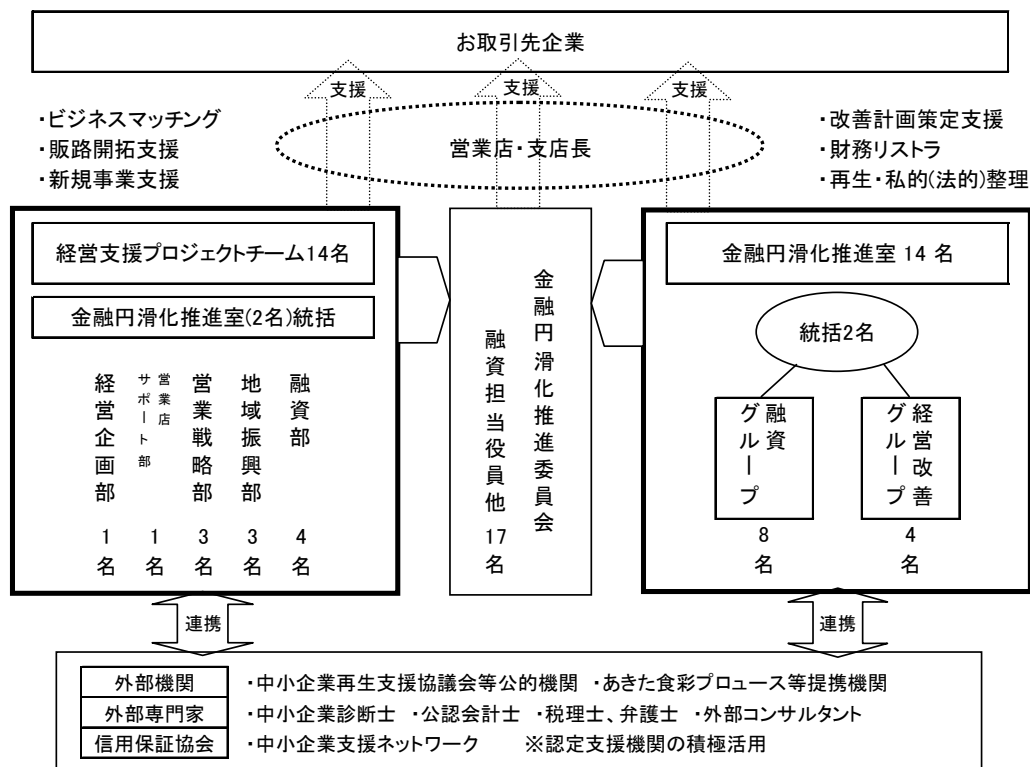 お取引先企業
支援 支援 支援
・ビジネスマッチング
・販路開拓支援
・新規事業支援
営業店・支店長
・改善計画策定支援
・財務リストラ
・再生・私的(法的)整理
経営支援プロジェクトチーム14名
金融円滑化推進室(2名)統括
経営企画部 1名
営業店サポート部 1名
営業戦略部 3名
地域振興部 3名
融資部 4名
金融円滑化推進委員会
融資担当役員他 17名
金融円滑化推進室 14 名
統括2名
融資グループ
8名
経営改善グループ
4名
連携 連携
外部機関 ・中小企業再生支援協議会等公的機関 ・あきた食彩プロュース等提携機関
外部専門家 ・中小企業診断士 ・公認会計士 ・税理士、弁護士 ・外部コンサルタント
信用保証協会 ・中小企業支援ネットワーク ※認定支援機関の積極活用